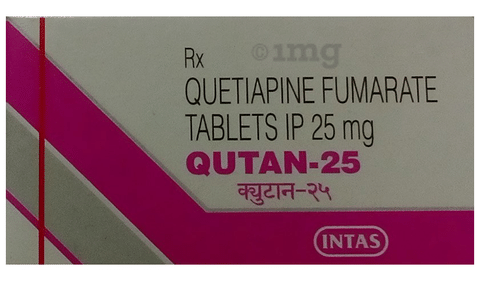 ©1mg
Rx
QUETIAPINE FUMARATE
TABLETS IP 25 mg
QUTAN-25
क्युटान-२५
INTAS